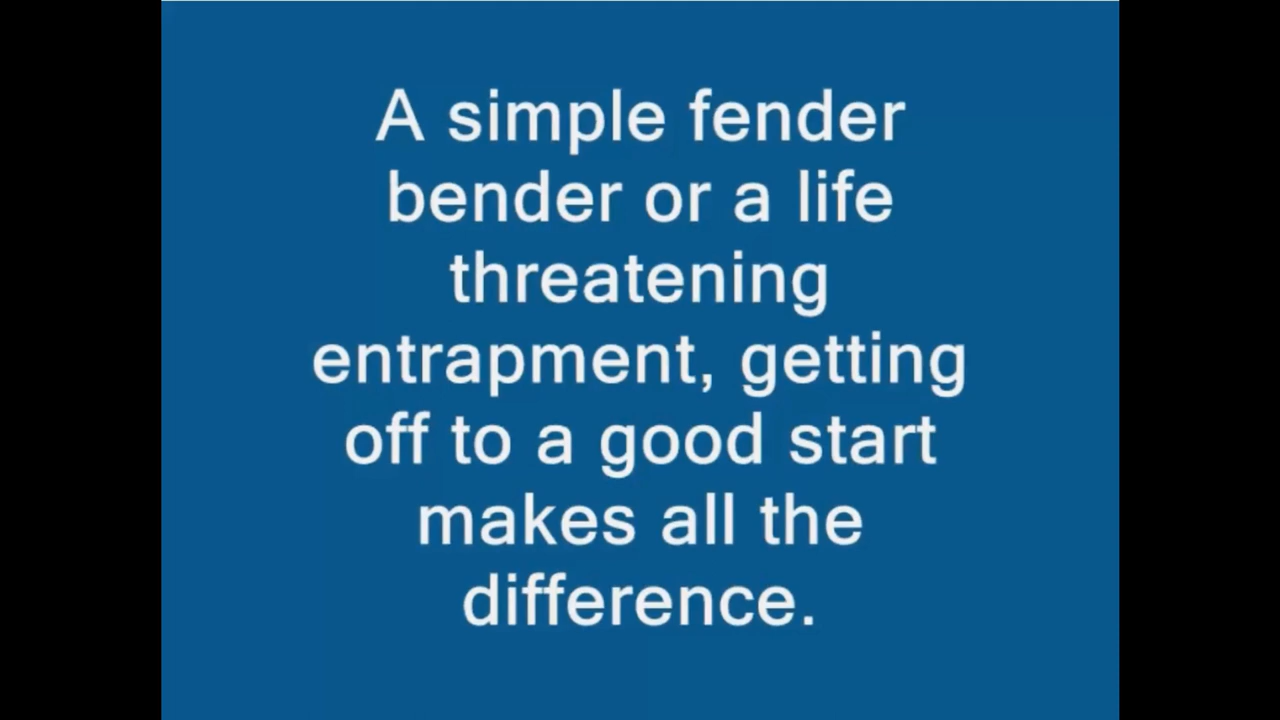 A simple fender
bender or a life
threatening
entrapment, getting
off to a good start
makes all the
difference.